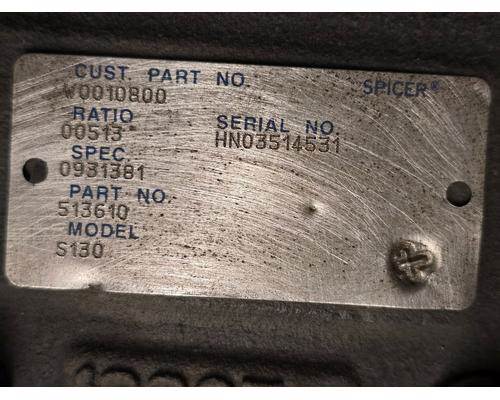 CUST. PART NO. SPICER®
W0010800
RATIO SERIAL NO.
00513 HN03514531
SPEC.
0931381
PART NO.
513610
MODEL
S130